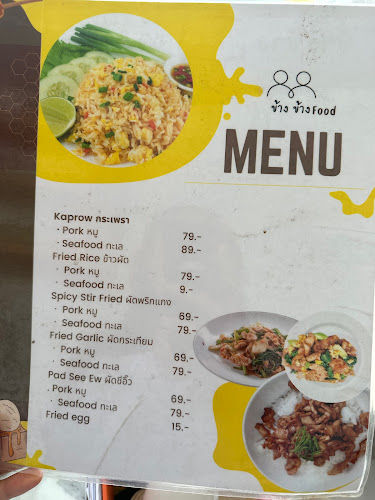 ข้าง ข้าง Food
MENU
Kaprow กระเพรา
· Pork หมู 79.-
· Seafood ทะเล 89.-
Fried Rice ข้าวผัด
· Pork หมู 79.-
· Seafood ทะเล 9.-
Spicy Stir Fried ผัดพริกแกง
· Pork หมู 69.-
· Seafood ทะเล 79.-
Fried Garlic ผัดกระเทียม
· Pork หมู 69.-
· Seafood ทะเล 79.-
Pad See Ew ผัดซีอิ๊ว
. Pork หมู 69.-
· Seafood ทะเล 79.-
Fried egg 15.-